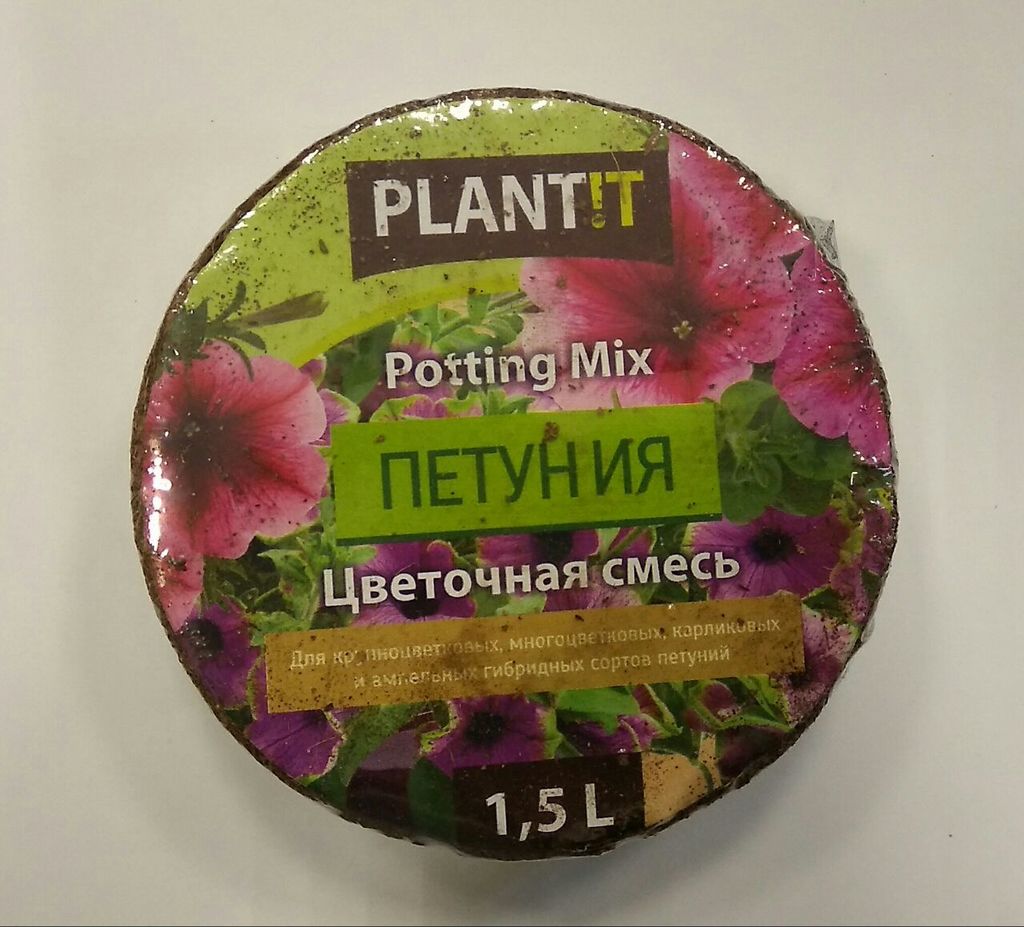 PLANT!T
Potting Mix
ПЕТУНИЯ
Цветочная смесь
Для крупноцветковых, многоцветковых, карликовых
и ампельных гибридных сортов петуний
1,5 L